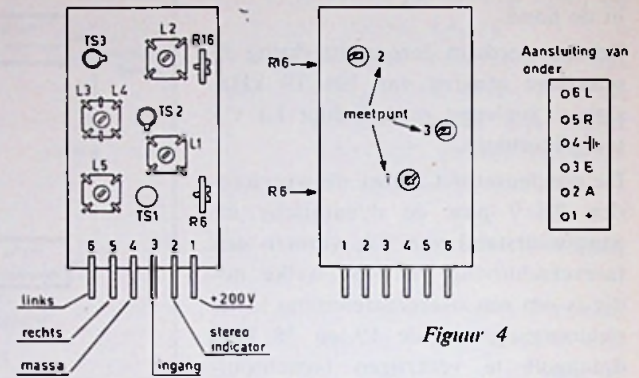 TS3
L2
R16
L3 L4
TS2
L1
L5
TS1
R6
6 5 4 3 2 1
links
rechts
massa
ingang
stereo indicator
+200V
R16
2
meetpunt
3
1
R6
1 2 3 4 5 6
Figuur 4
Aansluiting van
onder.
6 L
5 R
4
3 E
2 A
1 +